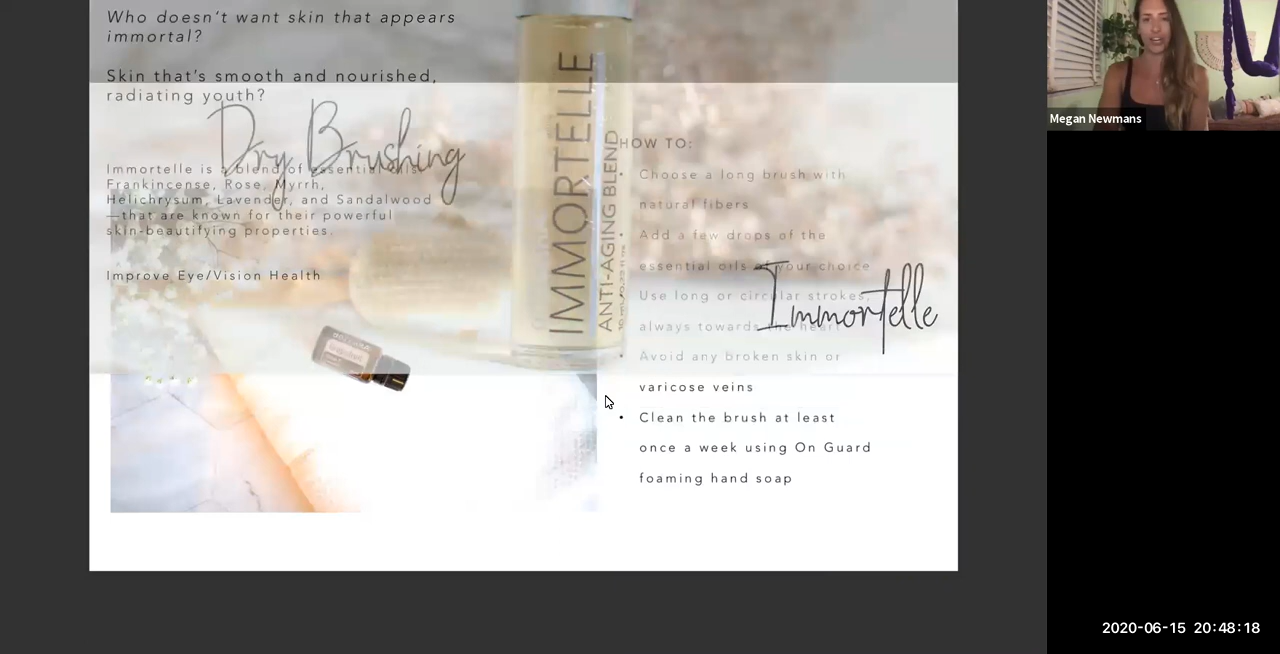 Who doesn't want skin that appears
immortal?
Skin that's smooth and nourished,
radiating youth?
Dry Brushing
Immortelle is a blend of essential oils
Frankincense, Rose, Myrrh,
Helichrysum, Lavender, and Sandalwood
—that are known for their powerful
skin-beautifying properties.
Improve Eye/Vision Health
IMMORTELLE
ANTI-AGING BLEND
HOW TO:
• Choose a long brush with
natural fibers
• Add a few drops of the
essential oils of your choice
Use long or circular strokes,
always towards the heart
• Avoid any broken skin or
varicose veins
• Clean the brush at least
once a week using On Guard
foaming hand soap
Immortelle
Megan Newmans
2020-06-15 20:48:18